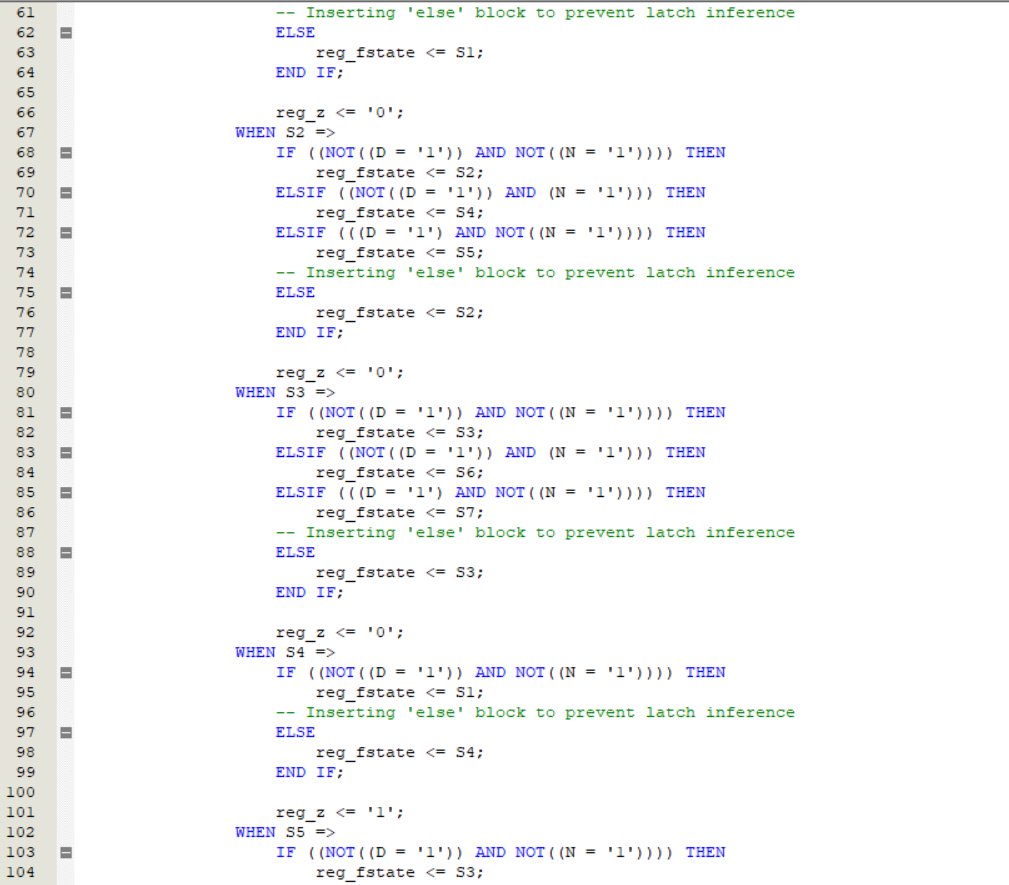 61 -- Inserting 'else' block to prevent latch inference
62 ELSE
63 reg_fstate <= S1;
64 END IF;
65
66 reg_z <= '0';
67 WHEN S2 =>
68 IF ((NOT((D = '1')) AND NOT((N = '1')))) THEN
69 reg_fstate <= S2;
70 ELSIF ((NOT((D = '1')) AND (N = '1'))) THEN
71 reg_fstate <= S4;
72 ELSIF (((D = '1') AND NOT((N = '1')))) THEN
73 reg_fstate <= S5;
74 -- Inserting 'else' block to prevent latch inference
75 ELSE
76 reg_fstate <= S2;
77 END IF;
78
79 reg_z <= '0';
80 WHEN S3 =>
81 IF ((NOT((D = '1')) AND NOT((N = '1')))) THEN
82 reg_fstate <= S3;
83 ELSIF ((NOT((D = '1')) AND (N = '1'))) THEN
84 reg_fstate <= S6;
85 ELSIF (((D = '1') AND NOT((N = '1')))) THEN
86 reg_fstate <= S7;
87 -- Inserting 'else' block to prevent latch inference
88 ELSE
89 reg_fstate <= S3;
90 END IF;
91
92 reg_z <= '0';
93 WHEN S4 =>
94 IF ((NOT((D = '1')) AND NOT((N = '1')))) THEN
95 reg_fstate <= S1;
96 -- Inserting 'else' block to prevent latch inference
97 ELSE
98 reg_fstate <= S4;
99 END IF;
100
101 reg_z <= '1';
102 WHEN S5 =>
103 IF ((NOT((D = '1')) AND NOT((N = '1')))) THEN
104 reg_fstate <= S3;